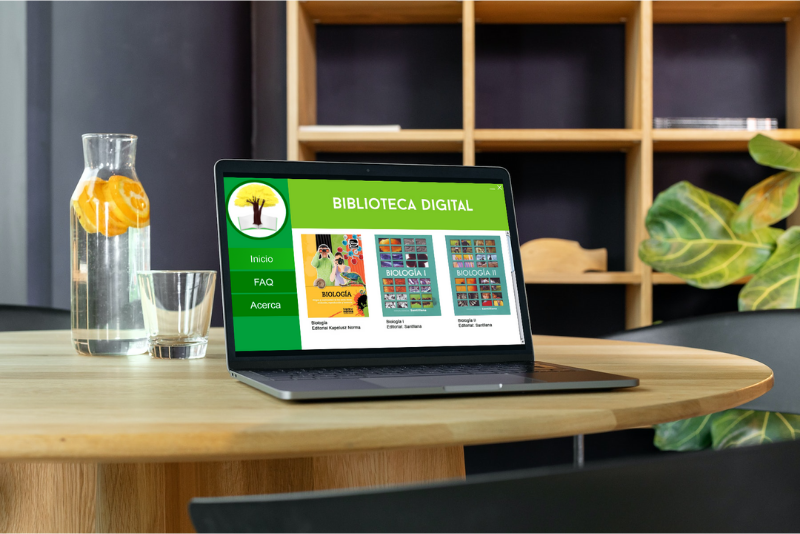 BIBLIOTECA DIGITAL
Inicio
FAQ
Acerca
BIOLOGÍA
BIOLOGÍA I
BIOLOGÍA II
Biología
Editorial Kapelusz Norma
Biología I
Editorial: Santillana
Biología II
Editorial: Santillana